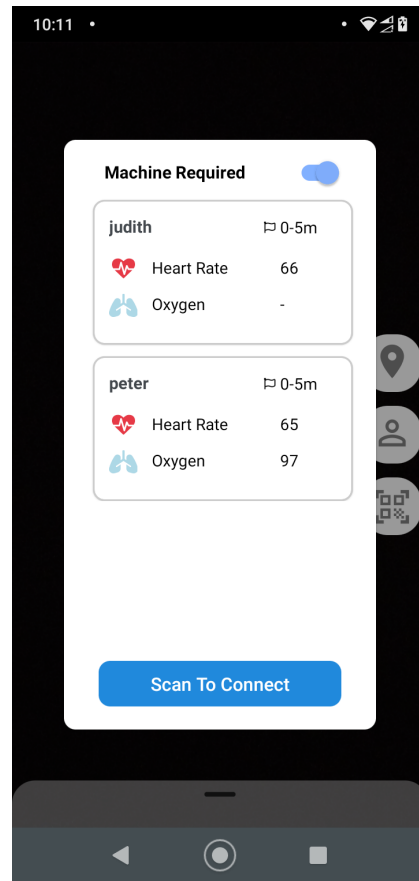 10:11
Machine Required
judith 0-5m
Heart Rate 66
Oxygen -
peter 0-5m
Heart Rate 65
Oxygen 97
Scan To Connect